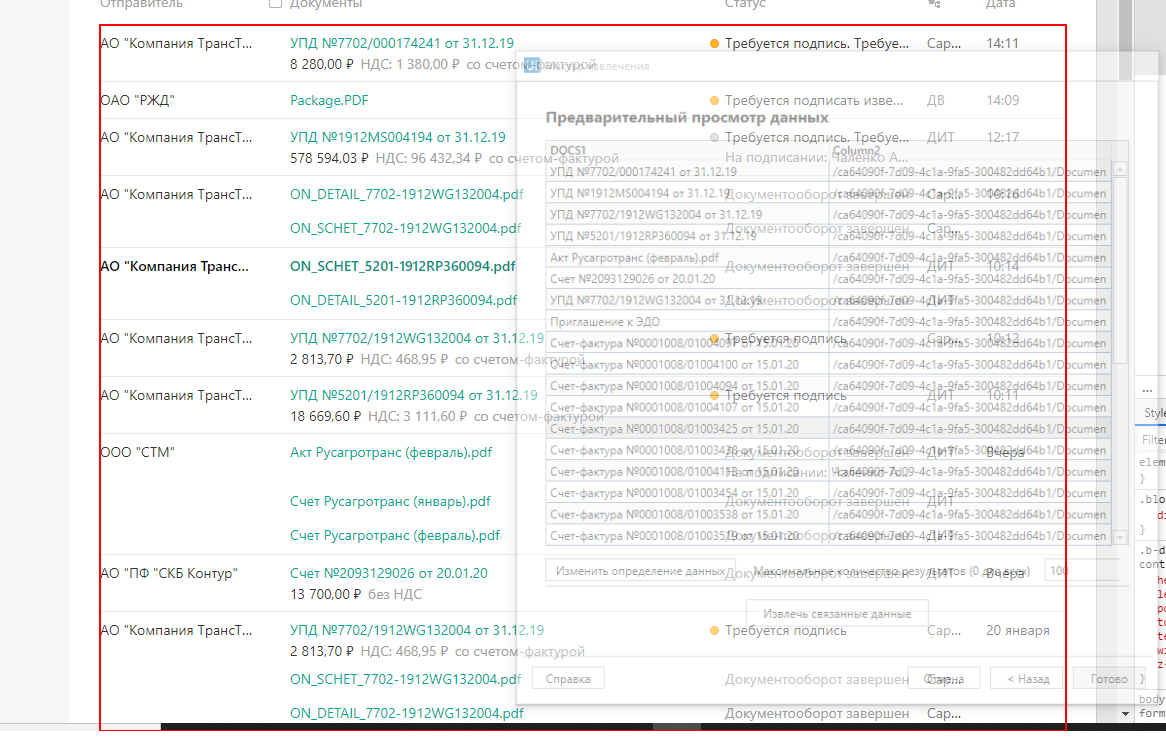 Отправитель Документы Статус Дата
АО "Компания ТрансТ... УПД №7702/000174241 от 31.12.19 Требуется подпись. Требуе... Сар... 14:11
8 280,00 ₽ НДС: 1 380,00 ₽ со счетом-фактурой
ОАО "РЖД" Package.PDF Требуется подписать изве... ДВ 14:09
АО "Компания ТрансТ... УПД №1912MS004194 от 31.12.19 Требуется подпись. Требуе... ДИТ 12:17
578 594,03 ₽ НДС: 96 432,34 ₽ со счетом-фактурой На подписании: Чаленко А...
АО "Компания ТрансТ... ON_DETAIL_7702-1912WG132004.pdf Документооборот завершен Сар... 10:16
ON_SCHET_7702-1912WG132004.pdf Документооборот завершен Сар...
АО "Компания Транс... ON_SCHET_5201-1912RP360094.pdf Документооборот завершен ДИТ 10:14
ON_DETAIL_5201-1912RP360094.pdf Документооборот завершен ДИТ
АО "Компания ТрансТ... УПД №7702/1912WG132004 от 31.12.19 Требуется подпись Сар... 10:12
2 813,70 ₽ НДС: 468,95 ₽ со счетом-фактурой
АО "Компания ТрансТ... УПД №5201/1912RP360094 от 31.12.19 Требуется подпись ДИТ 10:11
18 669,60 ₽ НДС: 3 111,60 ₽ со счетом-фактурой
ООО "СТМ" Акт Русагротранс (февраль).pdf Документооборот завершен ДИТ Вчера
На подписании: Чаленко А...
Счет Русагротранс (январь).pdf Документооборот завершен ДИТ
Счет Русагротранс (февраль).pdf Документооборот завершен ДИТ
АО "ПФ "СКБ Контур" Счет №2093129026 от 20.01.20 Документооборот завершен ДИТ Вчера
13 700,00 ₽ без НДС
АО "Компания ТрансТ... УПД №7702/1912WG132004 от 31.12.19 Требуется подпись Сар... 20 января
2 813,70 ₽ НДС: 468,95 ₽ со счетом-фактурой
ON_SCHET_7702-1912WG132004.pdf Документооборот завершен Сар...
ON_DETAIL_7702-1912WG132004.pdf Документооборот завершен Сар...
извлечения
Предварительный просмотр данных
DOCS1 Column2
УПД №7702/000174241 от 31.12.19 /ca64090f-7d09-4c1a-9fa5-300482dd64b1/Documen
УПД №1912MS004194 от 31.12.19 /ca64090f-7d09-4c1a-9fa5-300482dd64b1/Documen
УПД №7702/1912WG132004 от 31.12.19 /ca64090f-7d09-4c1a-9fa5-300482dd64b1/Documen
УПД №5201/1912RP360094 от 31.12.19 /ca64090f-7d09-4c1a-9fa5-300482dd64b1/Documen
Акт Русагротранс (февраль).pdf /ca64090f-7d09-4c1a-9fa5-300482dd64b1/Documen
Счет №2093129026 от 20.01.20 /ca64090f-7d09-4c1a-9fa5-300482dd64b1/Documen
УПД №7702/1912WG132004 от 31.12.19 /ca64090f-7d09-4c1a-9fa5-300482dd64b1/Documen
Приглашение к ЭДО /ca64090f-7d09-4c1a-9fa5-300482dd64b1/Documen
Счет-фактура №0001008/01004091 от 15.01.20 /ca64090f-7d09-4c1a-9fa5-300482dd64b1/Documen
Счет-фактура №0001008/01004100 от 15.01.20 /ca64090f-7d09-4c1a-9fa5-300482dd64b1/Documen
Счет-фактура №0001008/01004094 от 15.01.20 /ca64090f-7d09-4c1a-9fa5-300482dd64b1/Documen
Счет-фактура №0001008/01004107 от 15.01.20 /ca64090f-7d09-4c1a-9fa5-300482dd64b1/Documen
Счет-фактура №0001008/01003425 от 15.01.20 /ca64090f-7d09-4c1a-9fa5-300482dd64b1/Documen
Счет-фактура от 15.01.20 /ca64090f-7d09-4c1a-9fa5-300482dd64b1/Documen
Счет-фактура от 15.01.20 /ca64090f-7d09-4c1a-9fa5-300482dd64b1/Documen
Счет-фактура №0001008/01003454 от 15.01.20 /ca64090f-7d09-4c1a-9fa5-300482dd64b1/Documen
Счет-фактура №0001008/01003538 от 15.01.20 /ca64090f-7d09-4c1a-9fa5-300482dd64b1/Documen
Счет-фактура от 15.01.20 /ca64090f-7d09-4c1a-9fa5-300482dd64b1/Documen
Изменить определение данных Максимальное количество результатов (0 для всех) 100
Извлечь связанные данные
Справка Отмена < Назад Готово
...
Style
Filter
elem
}
.blo
di
}
.b-d
cont
he
le
po
to
te
wi
z-
}
body
form